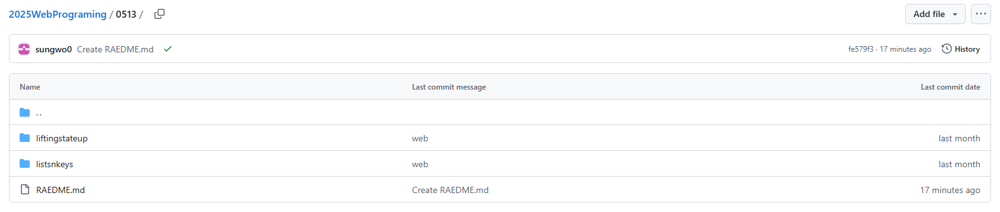 2025WebPrograming / 0513 /
Add file
sungwo0 Create RAEDME.md
fe579f3 · 17 minutes ago
History
Name Last commit message Last commit date
..
liftingstateup web last month
listsnkeys web last month
RAEDME.md Create RAEDME.md 17 minutes ago